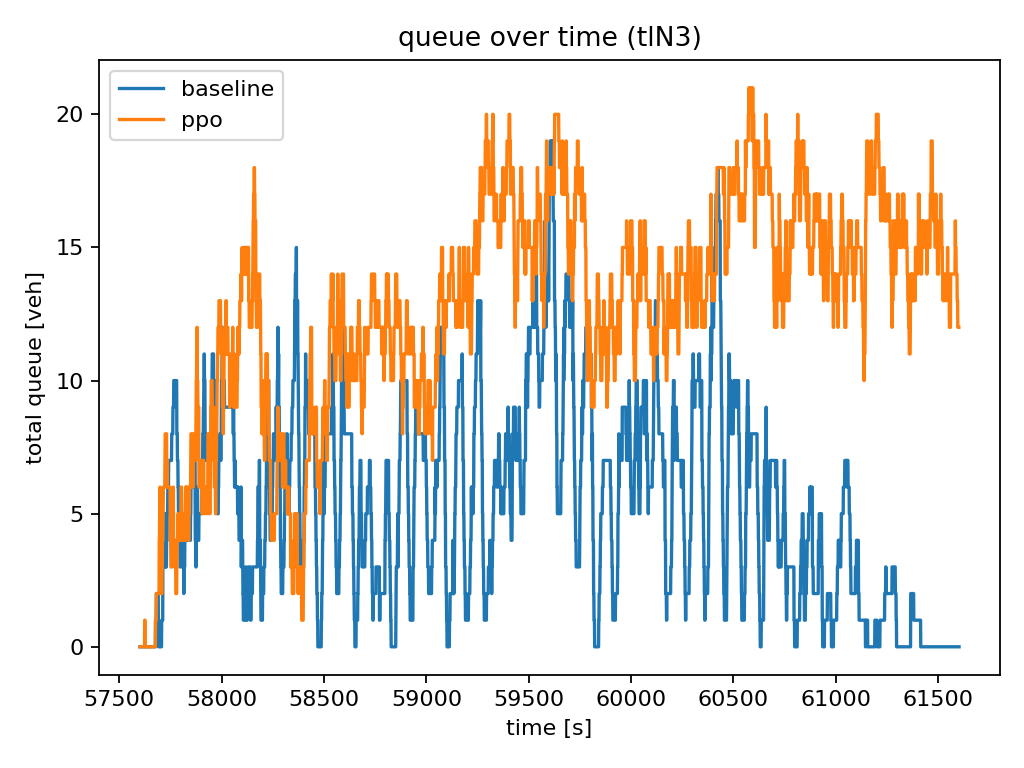 queue over time (tlN3)
baseline
ppo
total queue [veh]
20
15
10
5
0
57500 58000 58500 59000 59500 60000 60500 61000 61500
time [s]